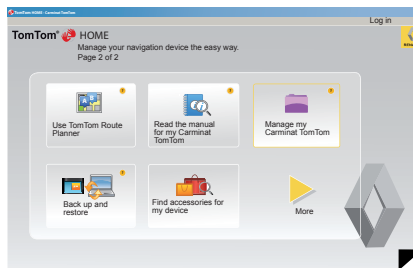 TomTom HOME - Carminat TomTom
Log in
TomTom® HOME
Manage your navigation device the easy way.
Page 2 of 2
Use TomTom Route
Planner
Read the manual
for my Carminat
TomTom
Manage my
Carminat TomTom
Back up and
restore
Find accessories for
my device
More